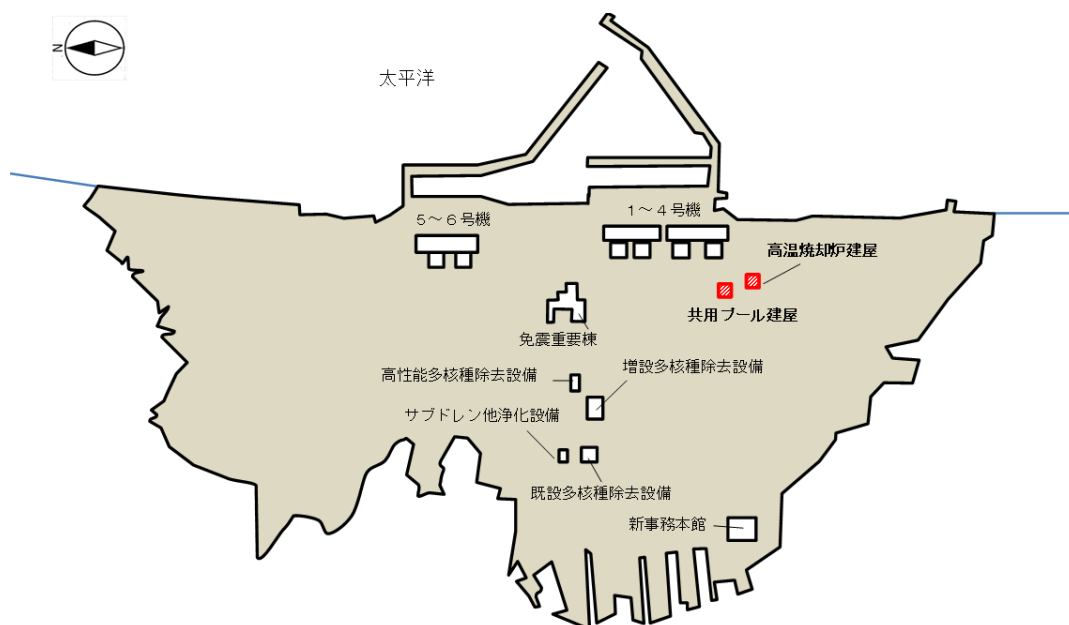 N
太平洋
5～6号機
1～4号機
高温焼却炉建屋
共用プール建屋
免震重要棟
増設多核種除去設備
高性能多核種除去設備
サブドレン他浄化設備
既設多核種除去設備
新事務本館